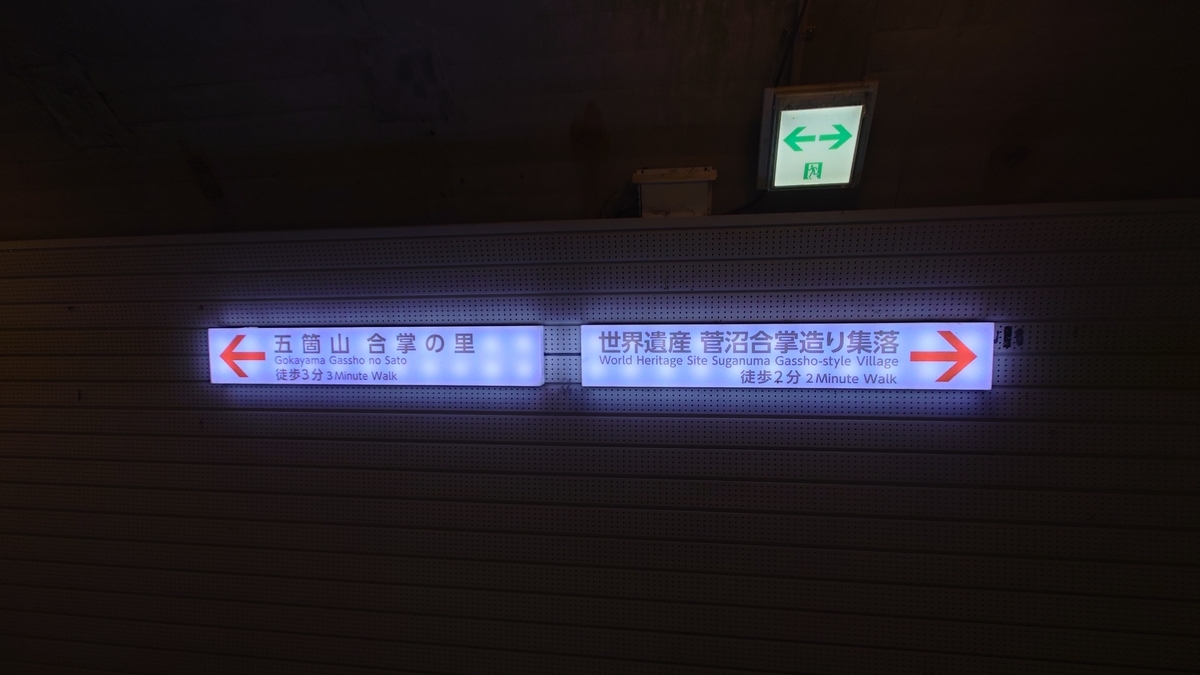 五箇山 合掌の里
Gokayama Gassho no Sato
徒歩3分 3 Minute Walk
世界遺産 菅沼合掌造り集落
World Heritage Site Suganuma Gassho-style Village
徒歩2分 2 Minute Walk